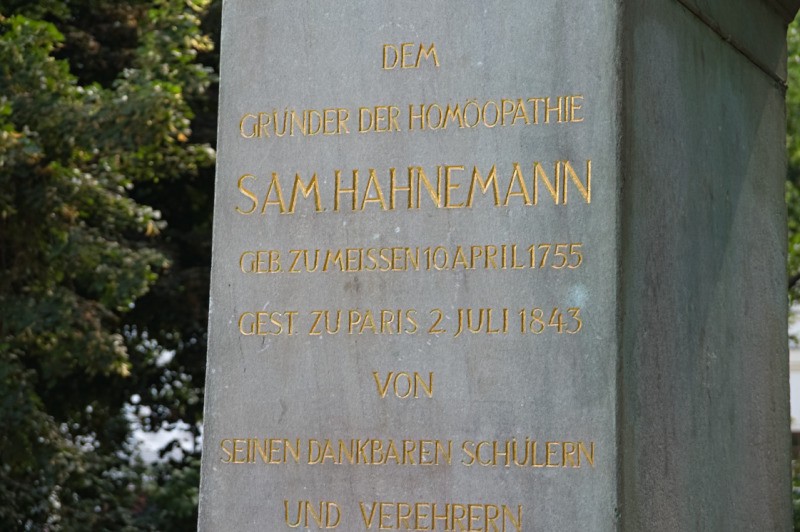 DEM
GRÜNDER DER HOMÖOPATHIE
SAM. HAHNEMANN
GEB. ZU MEISSEN 10. APRIL 1755
GEST. ZU PARIS 2. JULI 1843
VON
SEINEN DANKBAREN SCHÜLERN
UND VEREHRERN